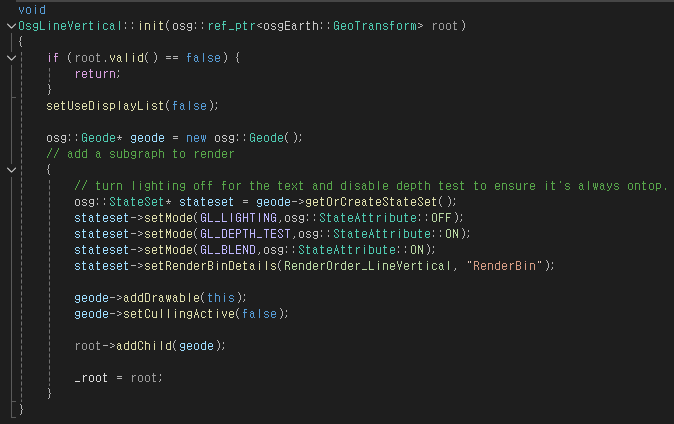 void
OsgLineVertical::init(osg::ref_ptr<osgEarth::GeoTransform> root)
{
if (root.valid() == false) {
return;
}
setUseDisplayList(false);
osg::Geode* geode = new osg::Geode();
// add a subgraph to render
{
// turn lighting off for the text and disable depth test to ensure it's always ontop.
osg::StateSet* stateset = geode->getOrCreateStateSet();
stateset->setMode(GL_LIGHTING,osg::StateAttribute::OFF);
stateset->setMode(GL_DEPTH_TEST,osg::StateAttribute::ON);
stateset->setMode(GL_BLEND,osg::StateAttribute::ON);
stateset->setRenderBinDetails(RenderOrder_LineVertical, "RenderBin");
geode->addDrawable(this);
geode->setCullingActive(false);
root->addChild(geode);
_root = root;
}
}